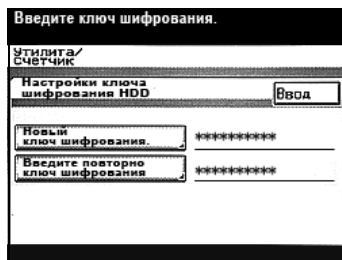 Введите ключ шифрования.
Утилита/
Счетчик
Настройки ключа
шифрования HDD
Ввод
Новый
ключ шифрования.
**********
Введите повторно
ключ шифрования
**********